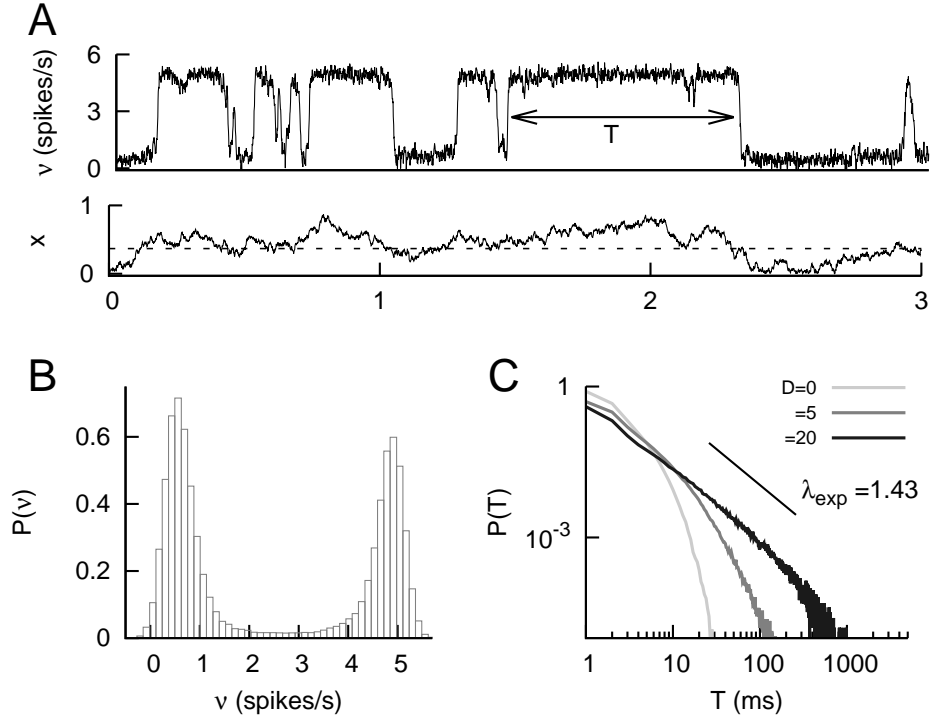 A
ν (spikes/s)
6
3
0
T
x
1
0
0 1 2 3
B
P(ν)
0.6
0.4
0.2
0
0 1 2 3 4 5
ν (spikes/s)
C
P(T)
1
10-3
D=0
=5
=20
λexp =1.43
1 10 100 1000
T (ms)